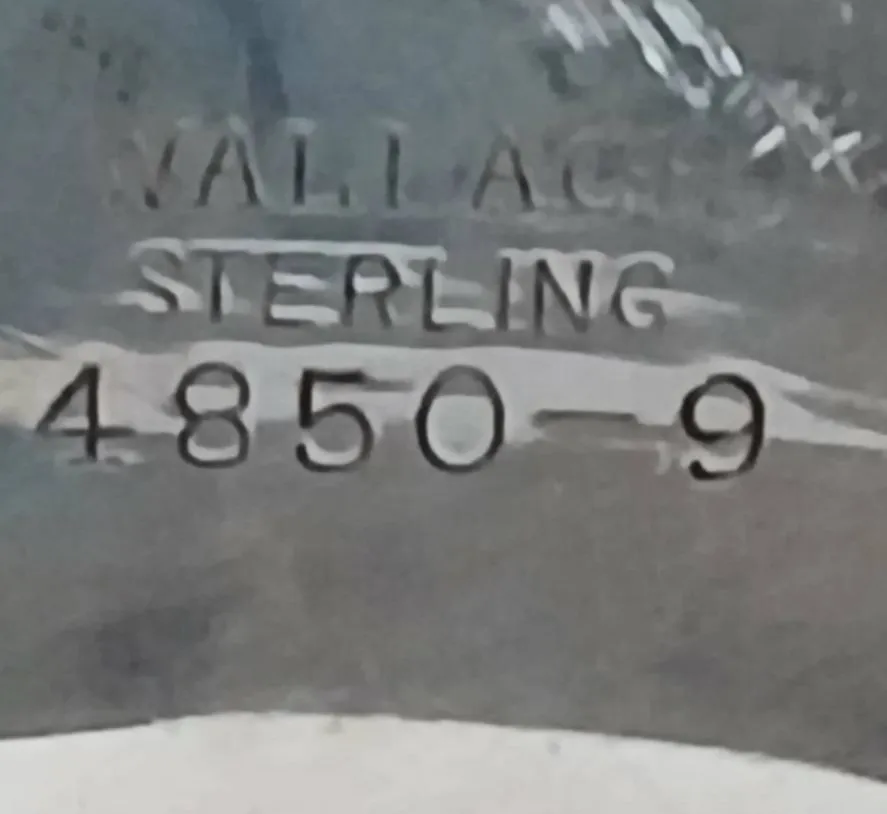 WALLACE
STERLING
4850-9